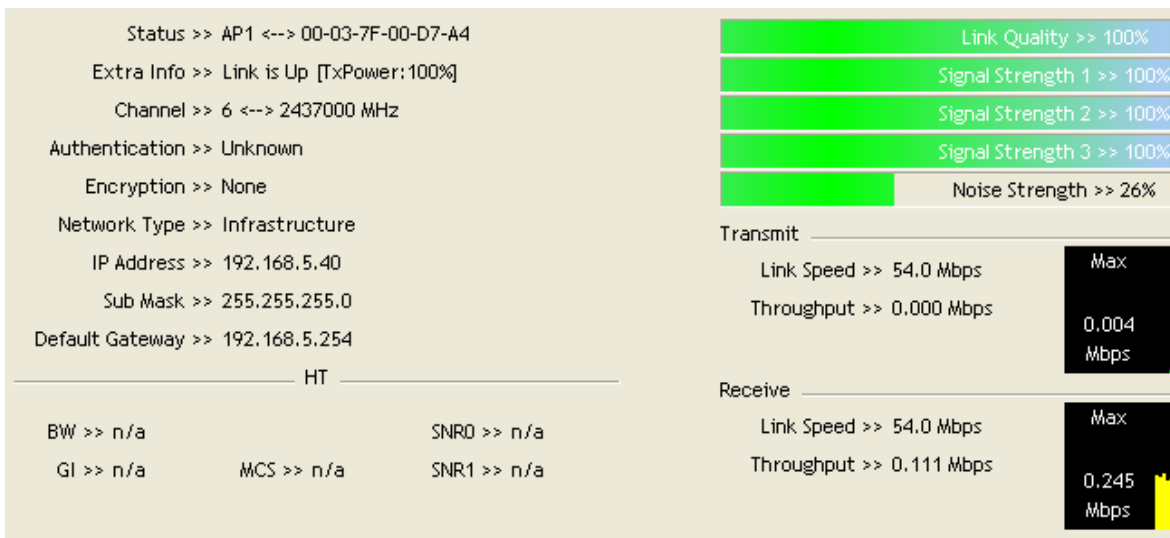 Status >> AP1 <--> 00-03-7F-00-D7-A4
Extra Info >> Link is Up [TxPower:100%]
Channel >> 6 <--> 2437000 MHz
Authentication >> Unknown
Encryption >> None
Network Type >> Infrastructure
IP Address >> 192.168.5.40
Sub Mask >> 255.255.255.0
Default Gateway >> 192.168.5.254
HT
BW >> n/a SNR0 >> n/a
GI >> n/a MCS >> n/a SNR1 >> n/a
Link Quality >> 100%
Signal Strength 1 >> 100%
Signal Strength 2 >> 100%
Signal Strength 3 >> 100%
Noise Strength >> 26%
Transmit
Link Speed >> 54.0 Mbps
Throughput >> 0.000 Mbps
Max
0.004
Mbps
Receive
Link Speed >> 54.0 Mbps
Throughput >> 0.111 Mbps
Max
0.245
Mbps